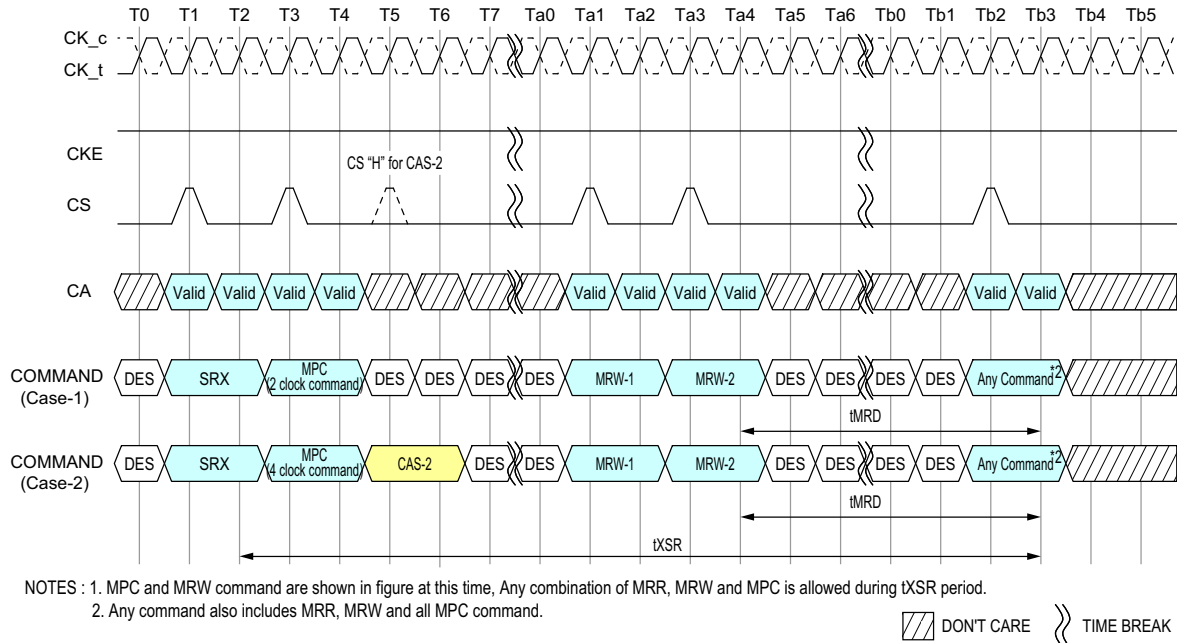 T0 T1 T2 T3 T4 T5 T6 T7 Ta0 Ta1 Ta2 Ta3 Ta4 Ta5 Ta6 Tb0 Tb1 Tb2 Tb3 Tb4 Tb5
CK_c
CK_t
CKE
CS "H" for CAS-2
CS
CA Valid Valid Valid Valid Valid Valid Valid Valid Valid Valid
COMMAND (Case-1) DES SRX MPC (2 clock command) DES DES DES DES MRW-1 MRW-2 DES DES DES DES Any Command*2
tMRD
COMMAND (Case-2) DES SRX MPC (4 clock command) CAS-2 DES DES MRW-1 MRW-2 DES DES DES DES Any Command*2
tMRD
tXSR
NOTES : 1. MPC and MRW command are shown in figure at this time, Any combination of MRR, MRW and MPC is allowed during tXSR period.
2. Any command also includes MRR, MRW and all MPC command.
DON'T CARE TIME BREAK